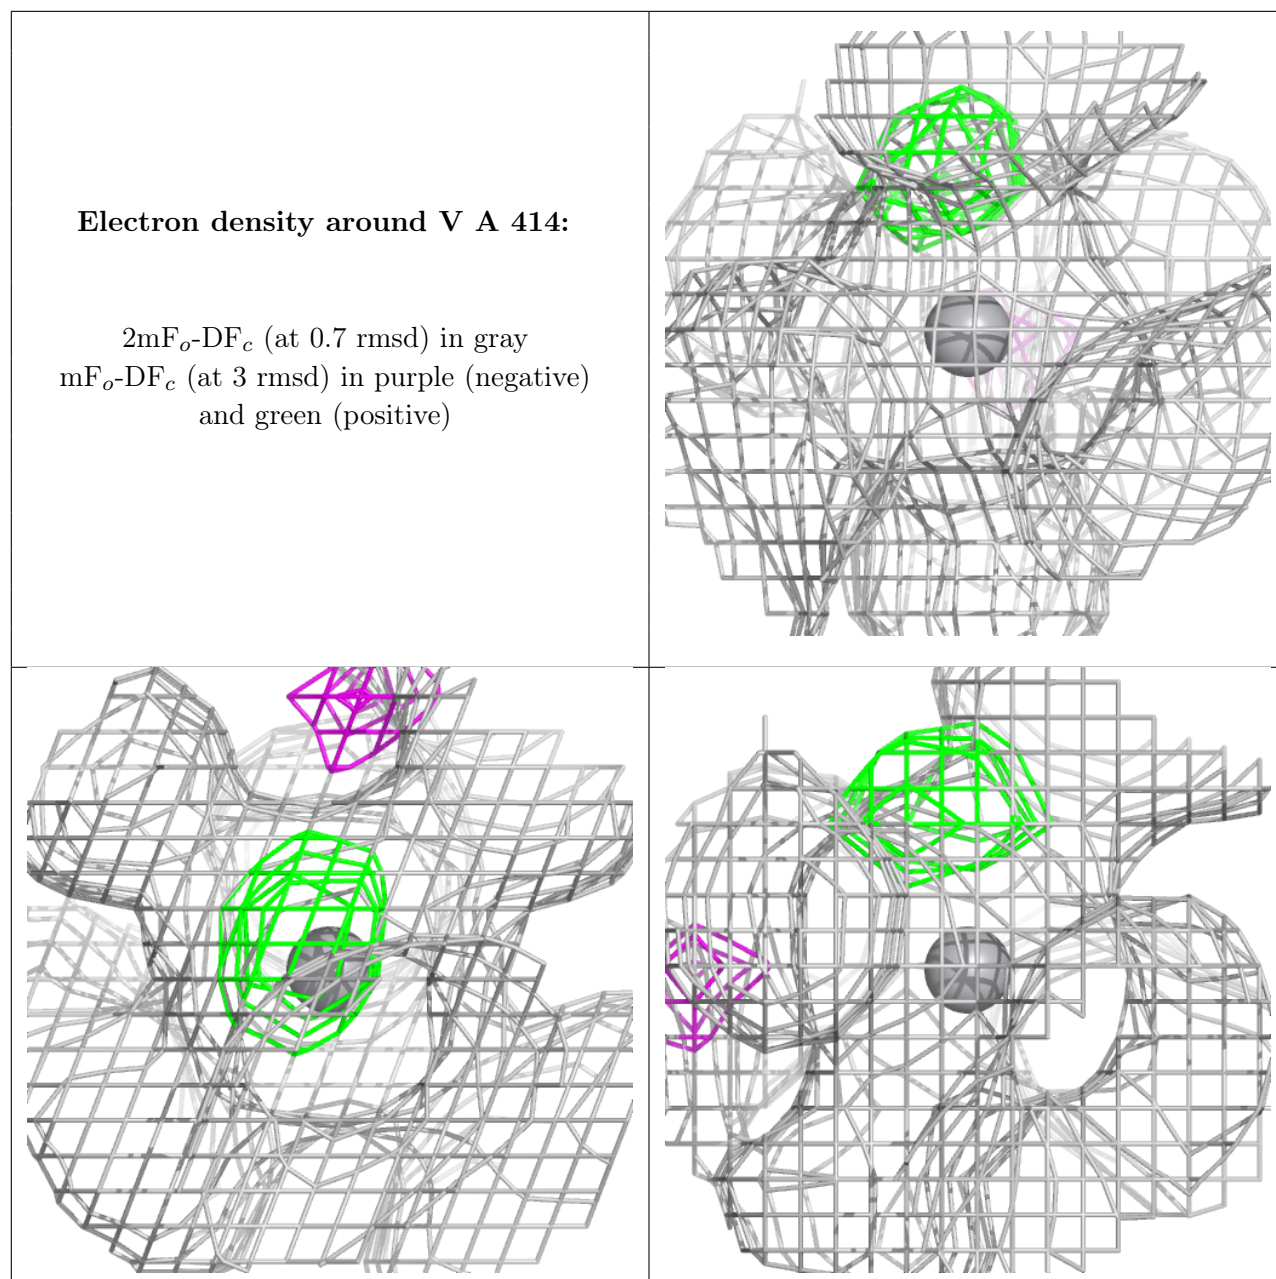 Electron density around V A 414:
2mFo-DFc (at 0.7 rmsd) in gray
mFo-DFc (at 3 rmsd) in purple (negative)
and green (positive)